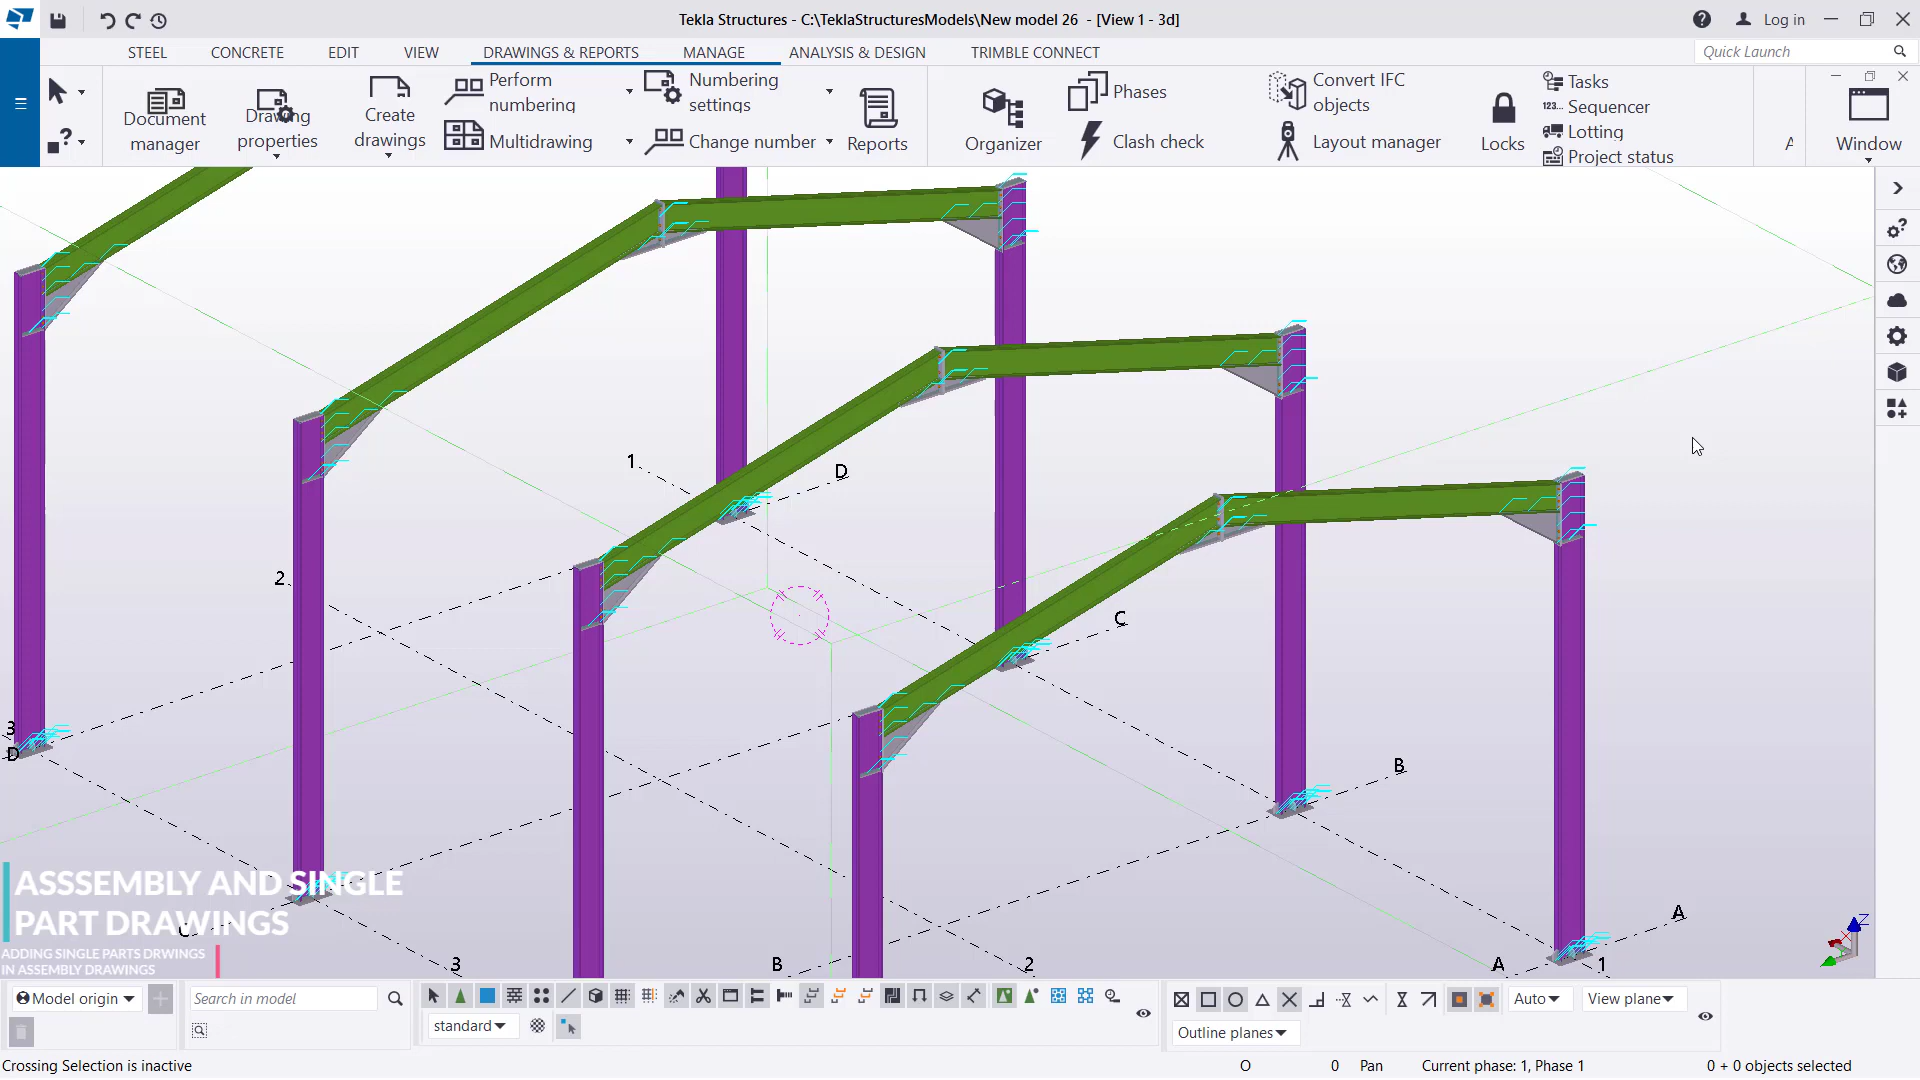 Tekla Structures - C:\TeklaStructuresModels\New model 26 - [View 1 - 3d]
Log in
STEEL CONCRETE EDIT VIEW DRAWINGS & REPORTS MANAGE ANALYSIS & DESIGN TRIMBLE CONNECT
Quick Launch
Document manager
Drawing properties
Create drawings
Perform numbering
Multidrawing
Numbering settings
Change number
Reports
Organizer
Phases
Clash check
Convert IFC objects
Layout manager
Locks
Tasks
123... Sequencer
Lotting
Project status
A
Window
1
D
2
C
3
D
B
A
C
3
B
2
A
1
Z
ASSSEMBLY AND SINGLE
PART DRAWINGS
ADDING SINGLE PARTS DRWINGS
IN ASSEMBLY DRAWINGS
Model origin
Search in model
standard
Auto
View plane
Outline planes
Crossing Selection is inactive
O 0 Pan Current phase: 1, Phase 1 0 + 0 objects selected